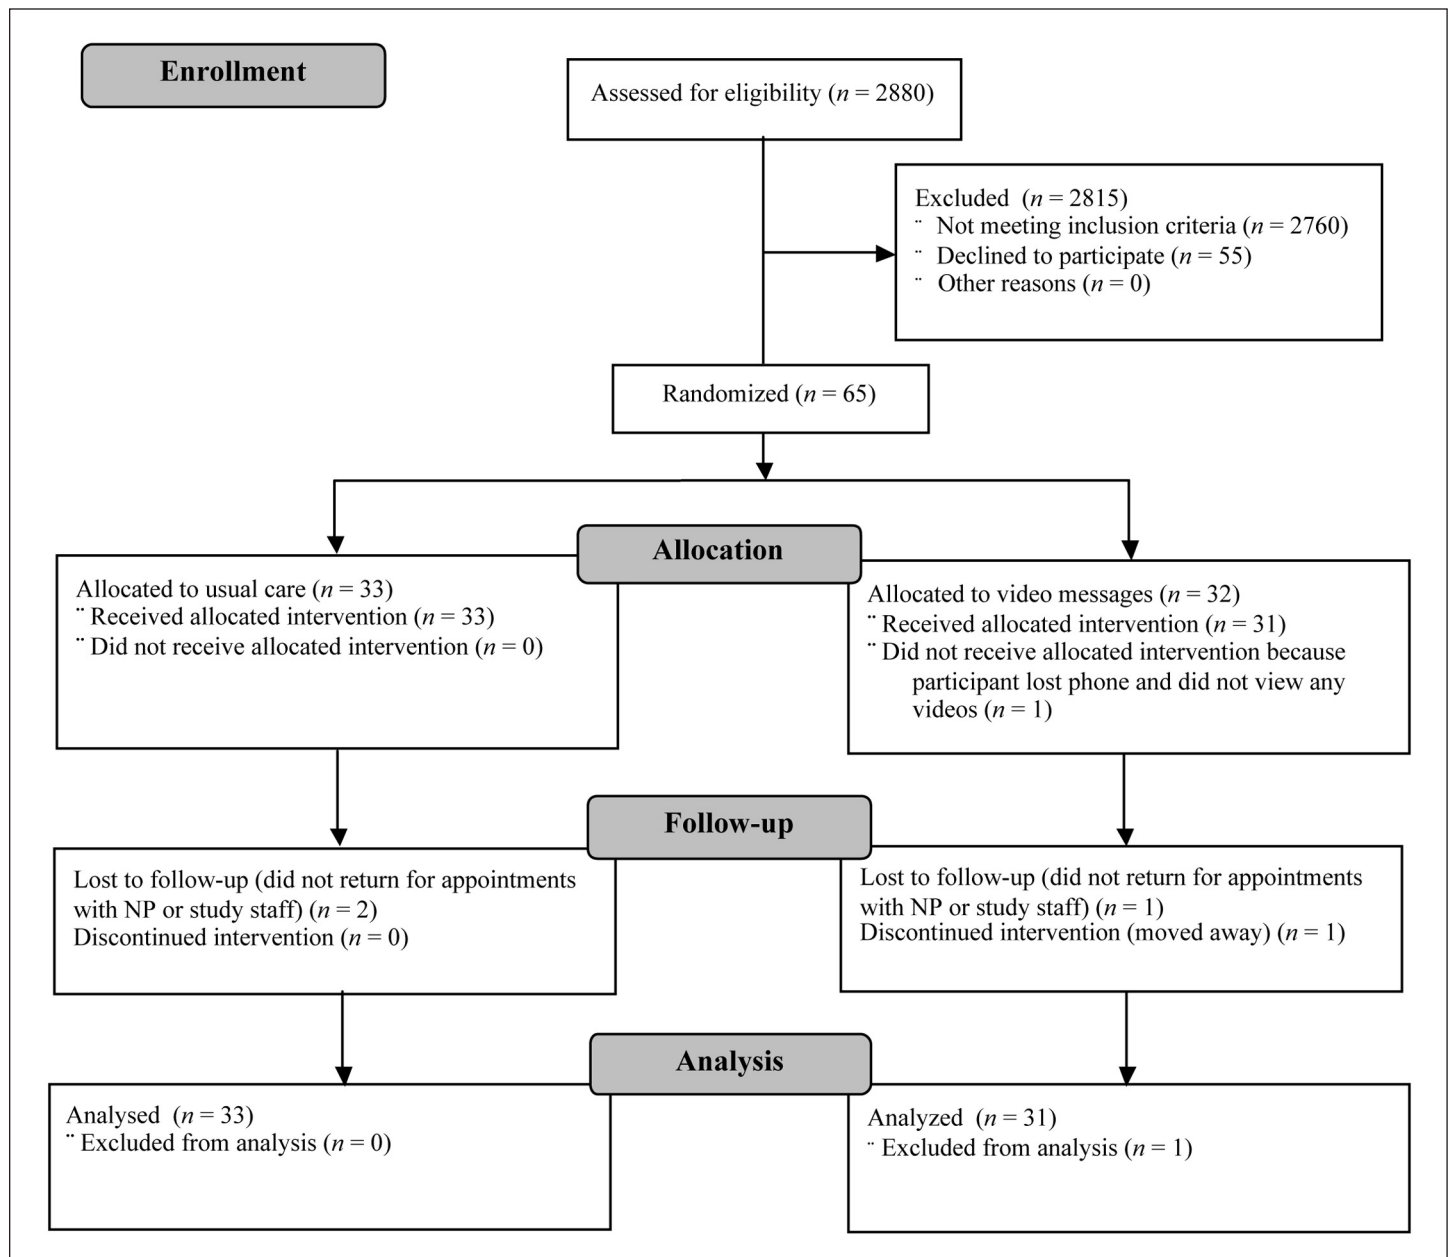 Enrollment
Assessed for eligibility (n = 2880)
Excluded (n = 2815)
¨ Not meeting inclusion criteria (n = 2760)
¨ Declined to participate (n = 55)
¨ Other reasons (n = 0)
Randomized (n = 65)
Allocation
Allocated to usual care (n = 33)
¨ Received allocated intervention (n = 33)
¨ Did not receive allocated intervention (n = 0)
Allocated to video messages (n = 32)
¨ Received allocated intervention (n = 31)
¨ Did not receive allocated intervention because
participant lost phone and did not view any
videos (n = 1)
Follow-up
Lost to follow-up (did not return for appointments
with NP or study staff) (n = 2)
Discontinued intervention (n = 0)
Lost to follow-up (did not return for appointments
with NP or study staff) (n = 1)
Discontinued intervention (moved away) (n = 1)
Analysis
Analysed (n = 33)
¨ Excluded from analysis (n = 0)
Analyzed (n = 31)
¨ Excluded from analysis (n = 1)